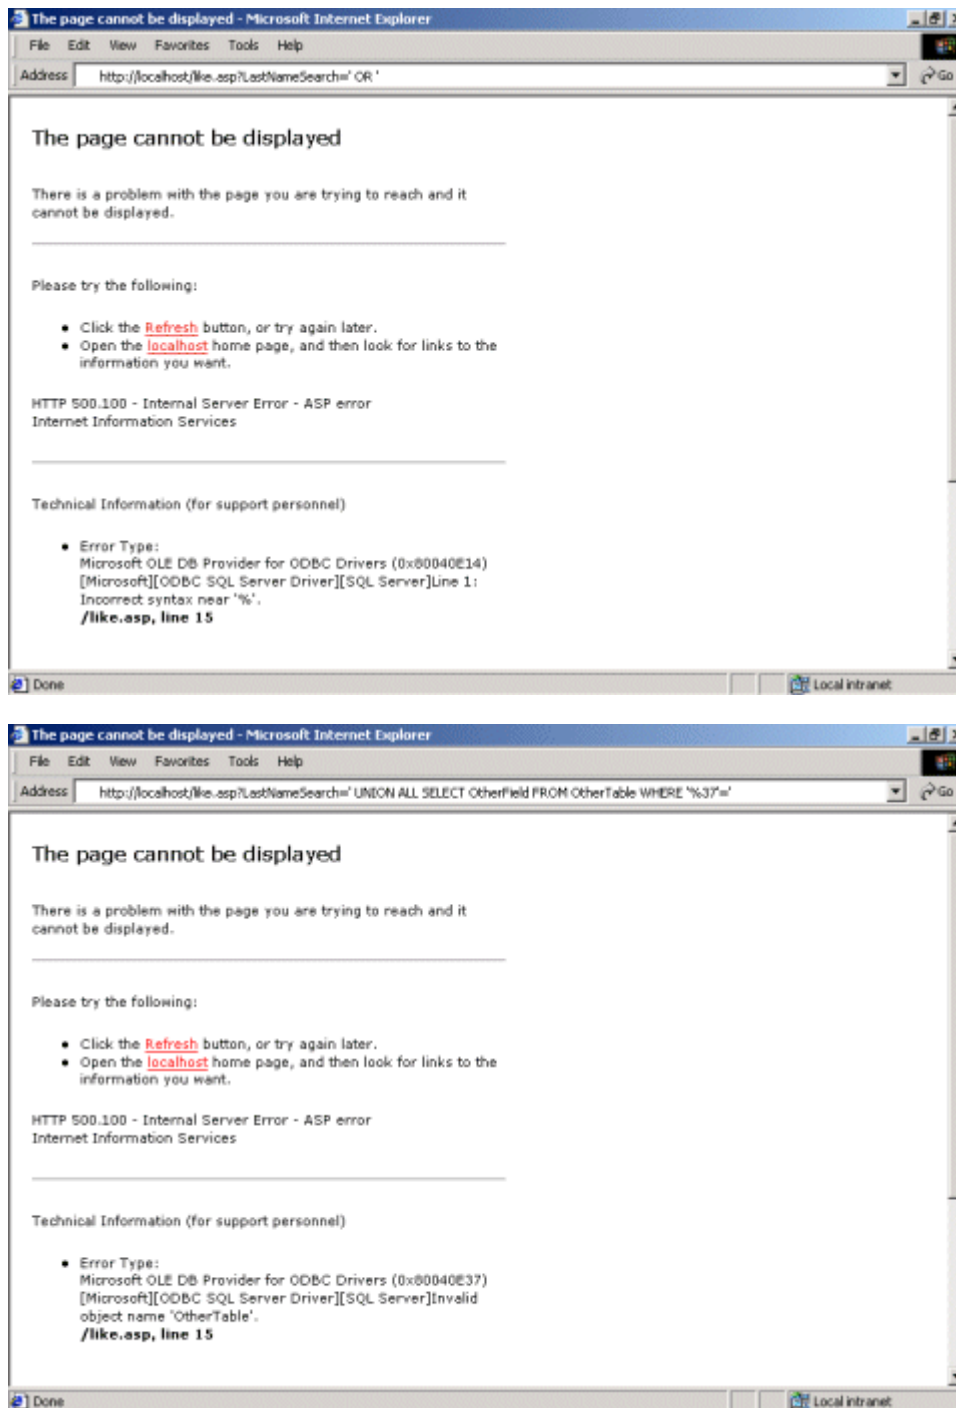 The page cannot be displayed - Microsoft Internet Explorer
File Edit View Favorites Tools Help
Address http://localhost/like.asp?LastNameSearch=' OR ' Go
The page cannot be displayed
There is a problem with the page you are trying to reach and it
cannot be displayed.
Please try the following:
• Click the Refresh button, or try again later.
• Open the localhost home page, and then look for links to the
information you want.
HTTP 500.100 - Internal Server Error - ASP error
Internet Information Services
Technical Information (for support personnel)
• Error Type:
Microsoft OLE DB Provider for ODBC Drivers (0x80040E14)
[Microsoft][ODBC SQL Server Driver][SQL Server]Line 1:
Incorrect syntax near '%'.
/like.asp, line 15
Done Local intranet
The page cannot be displayed - Microsoft Internet Explorer
File Edit View Favorites Tools Help
Address http://localhost/like.asp?LastNameSearch=' UNION ALL SELECT OtherField FROM OtherTable WHERE '%37'=' Go
The page cannot be displayed
There is a problem with the page you are trying to reach and it
cannot be displayed.
Please try the following:
• Click the Refresh button, or try again later.
• Open the localhost home page, and then look for links to the
information you want.
HTTP 500.100 - Internal Server Error - ASP error
Internet Information Services
Technical Information (for support personnel)
• Error Type:
Microsoft OLE DB Provider for ODBC Drivers (0x80040E37)
[Microsoft][ODBC SQL Server Driver][SQL Server]Invalid
object name 'OtherTable'.
/like.asp, line 15
Done Local intranet